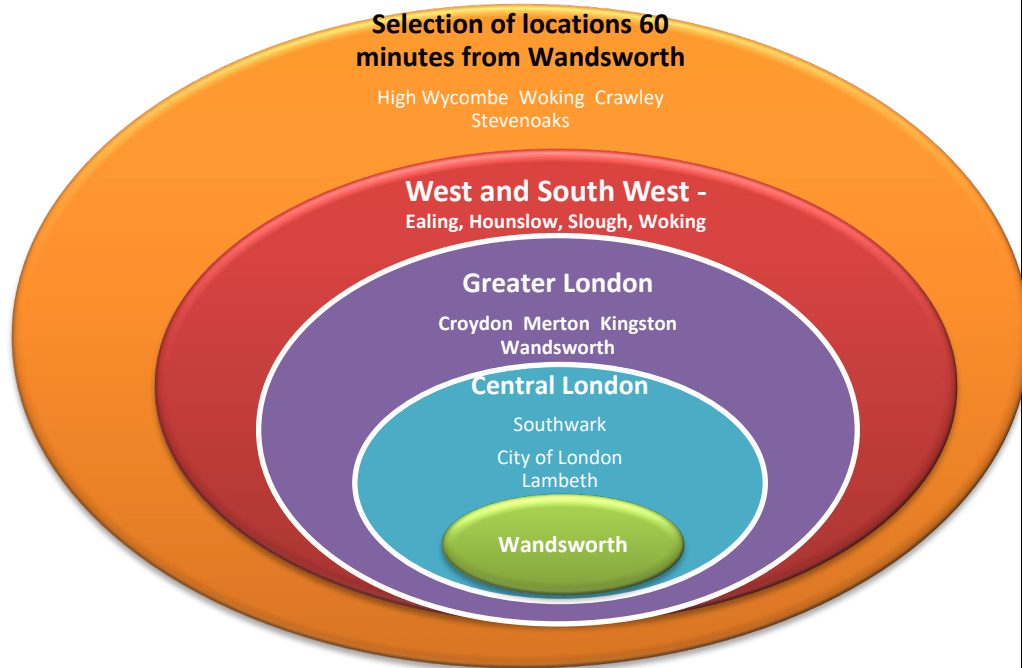 Selection of locations 60
minutes from Wandsworth
High Wycombe Woking Crawley
Stevenoaks
West and South West -
Ealing, Hounslow, Slough, Woking
Greater London
Croydon Merton Kingston
Wandsworth
Central London
Southwark
City of London
Lambeth
Wandsworth